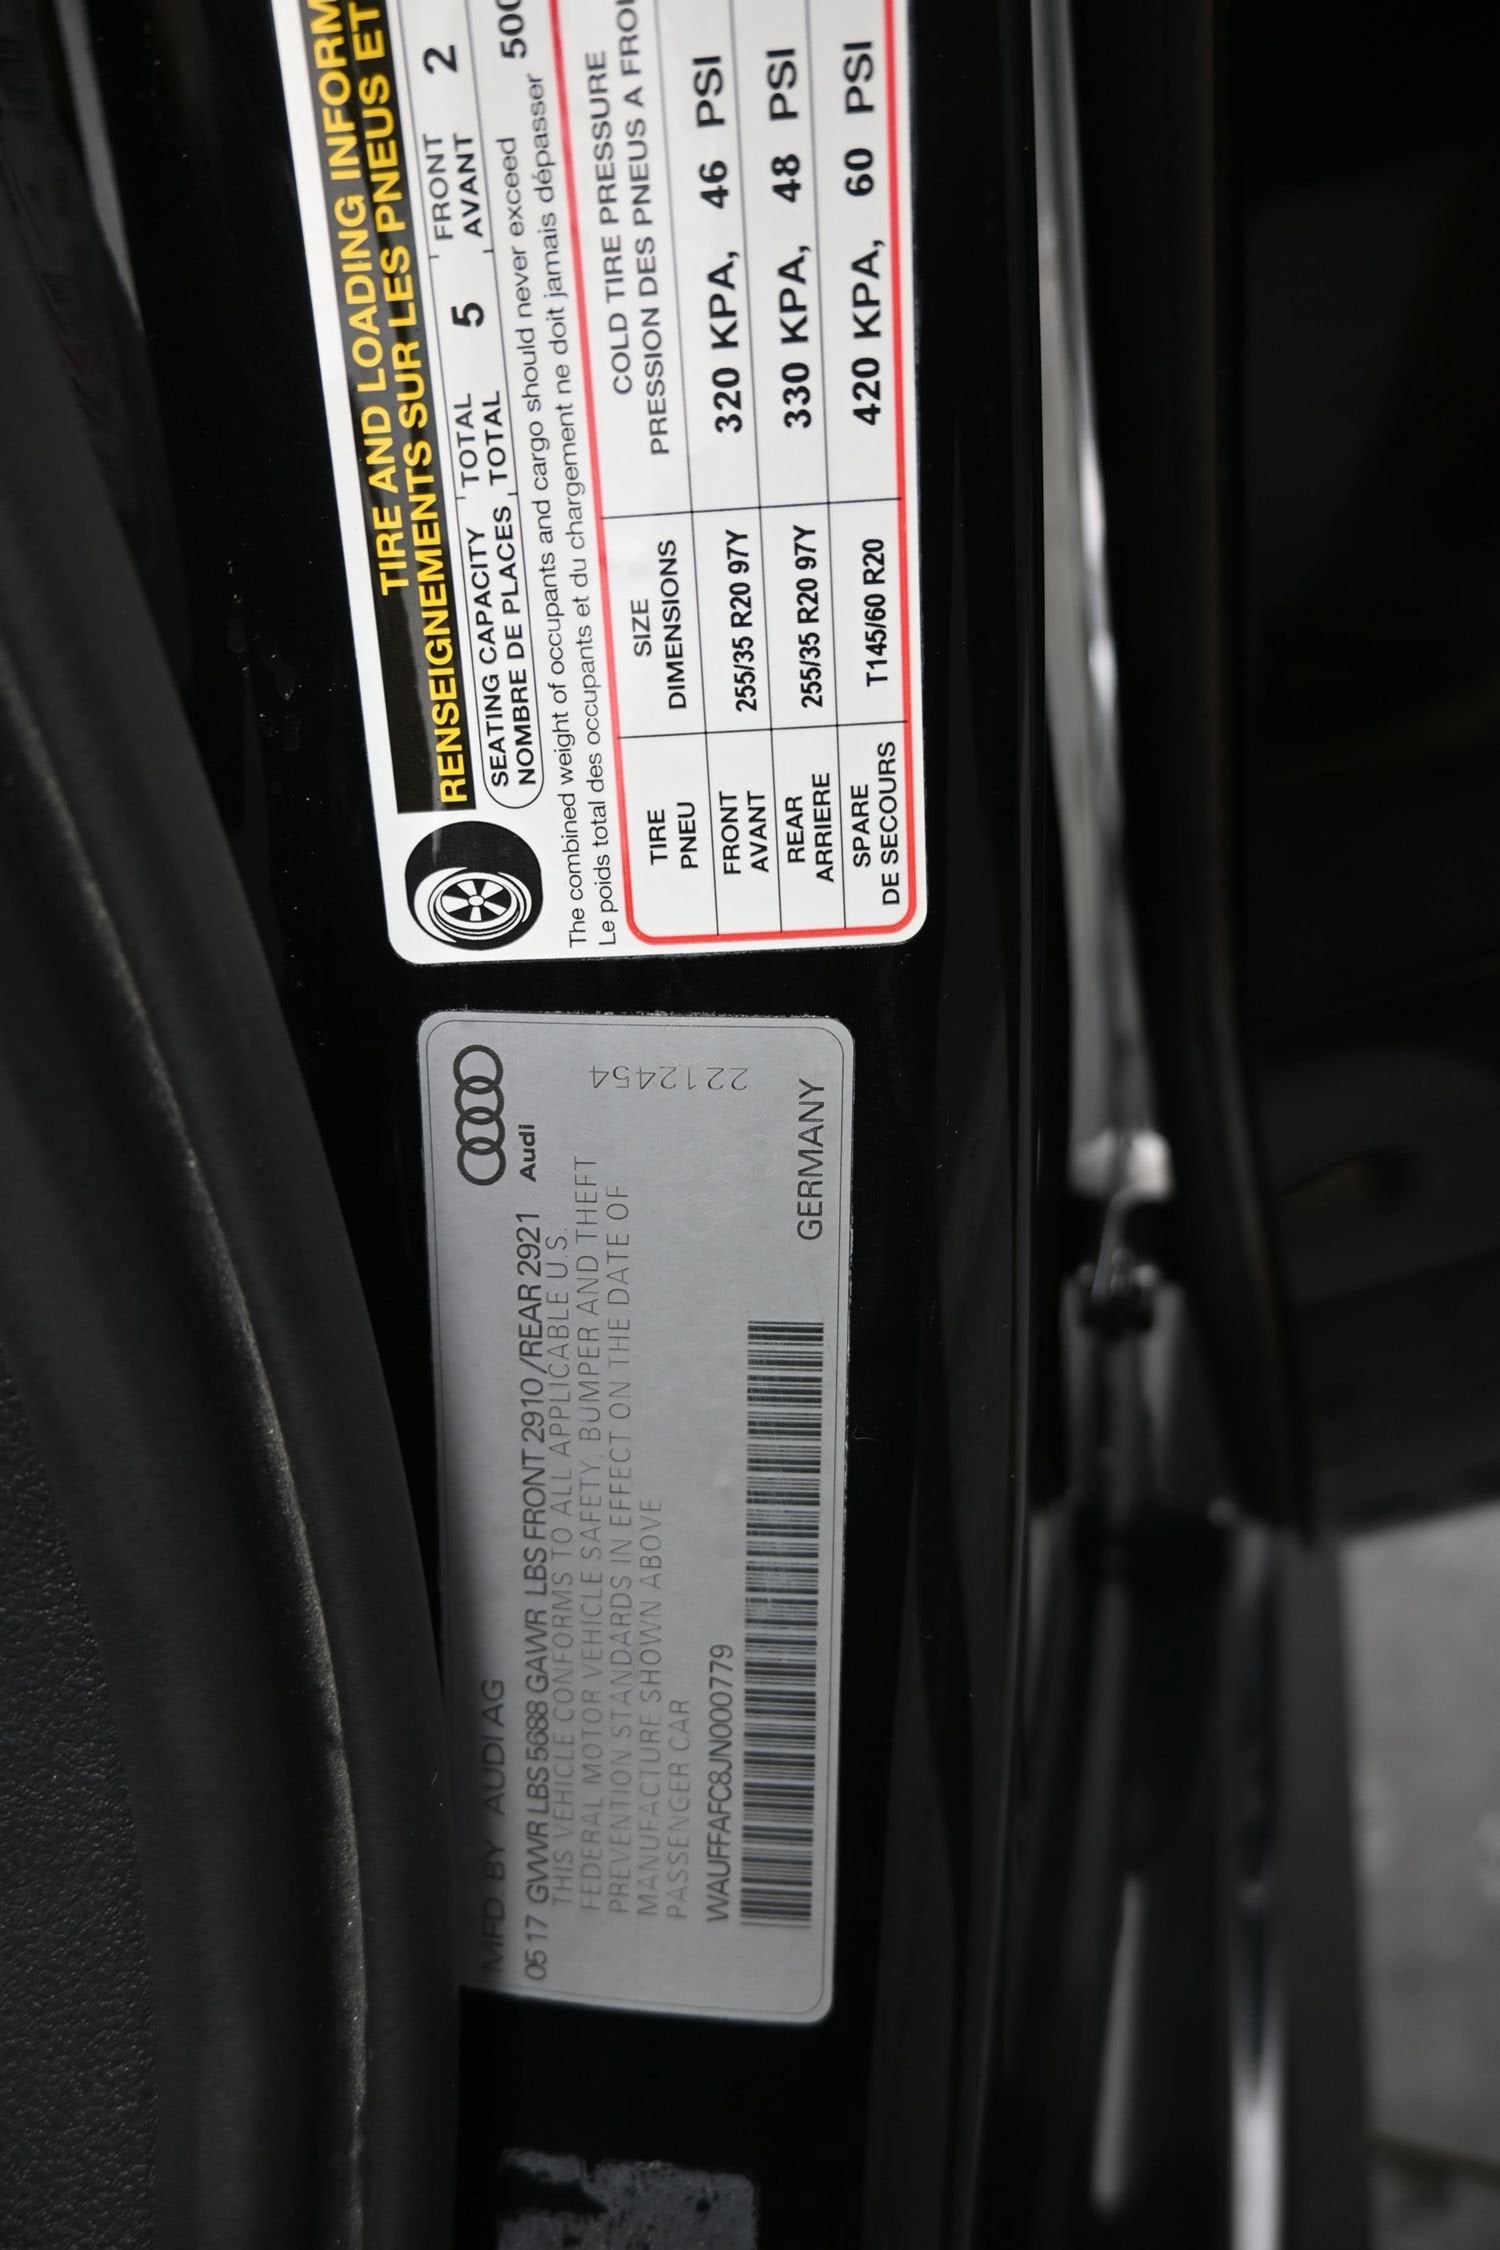 TIRE AND LOADING INFORM
RENSEIGNEMENTS SUR LES PNEUS ET
SEATING CAPACITY TOTAL 5 FRONT 2
NOMBRE DE PLACES TOTAL AVANT
The combined weight of occupants and cargo should never exceed 500
Le poids total des occupants et du chargement ne doit jamais dépasser
TIRE SIZE COLD TIRE PRESSURE
PNEU DIMENSIONS PRESSION DES PNEUS A FROI
FRONT 255/35 R20 97Y 320 KPA, 46 PSI
AVANT
REAR 255/35 R20 97Y 330 KPA, 48 PSI
ARRIERE
SPARE T145/60 R20 420 KPA, 60 PSI
DE SECOURS
MFD. BY AUDI AG
Audi
0517 GVWR LBS 5688 GAWR LBS FRONT 2910/REAR 2921
THIS VEHICLE CONFORMS TO ALL APPLICABLE U.S.
FEDERAL MOTOR VEHICLE SAFETY, BUMPER AND THEFT
PREVENTION STANDARDS IN EFFECT ON THE DATE OF
MANUFACTURE SHOWN ABOVE
PASSENGER CAR
2212454
WAUFFAFC8JN000779
GERMANY